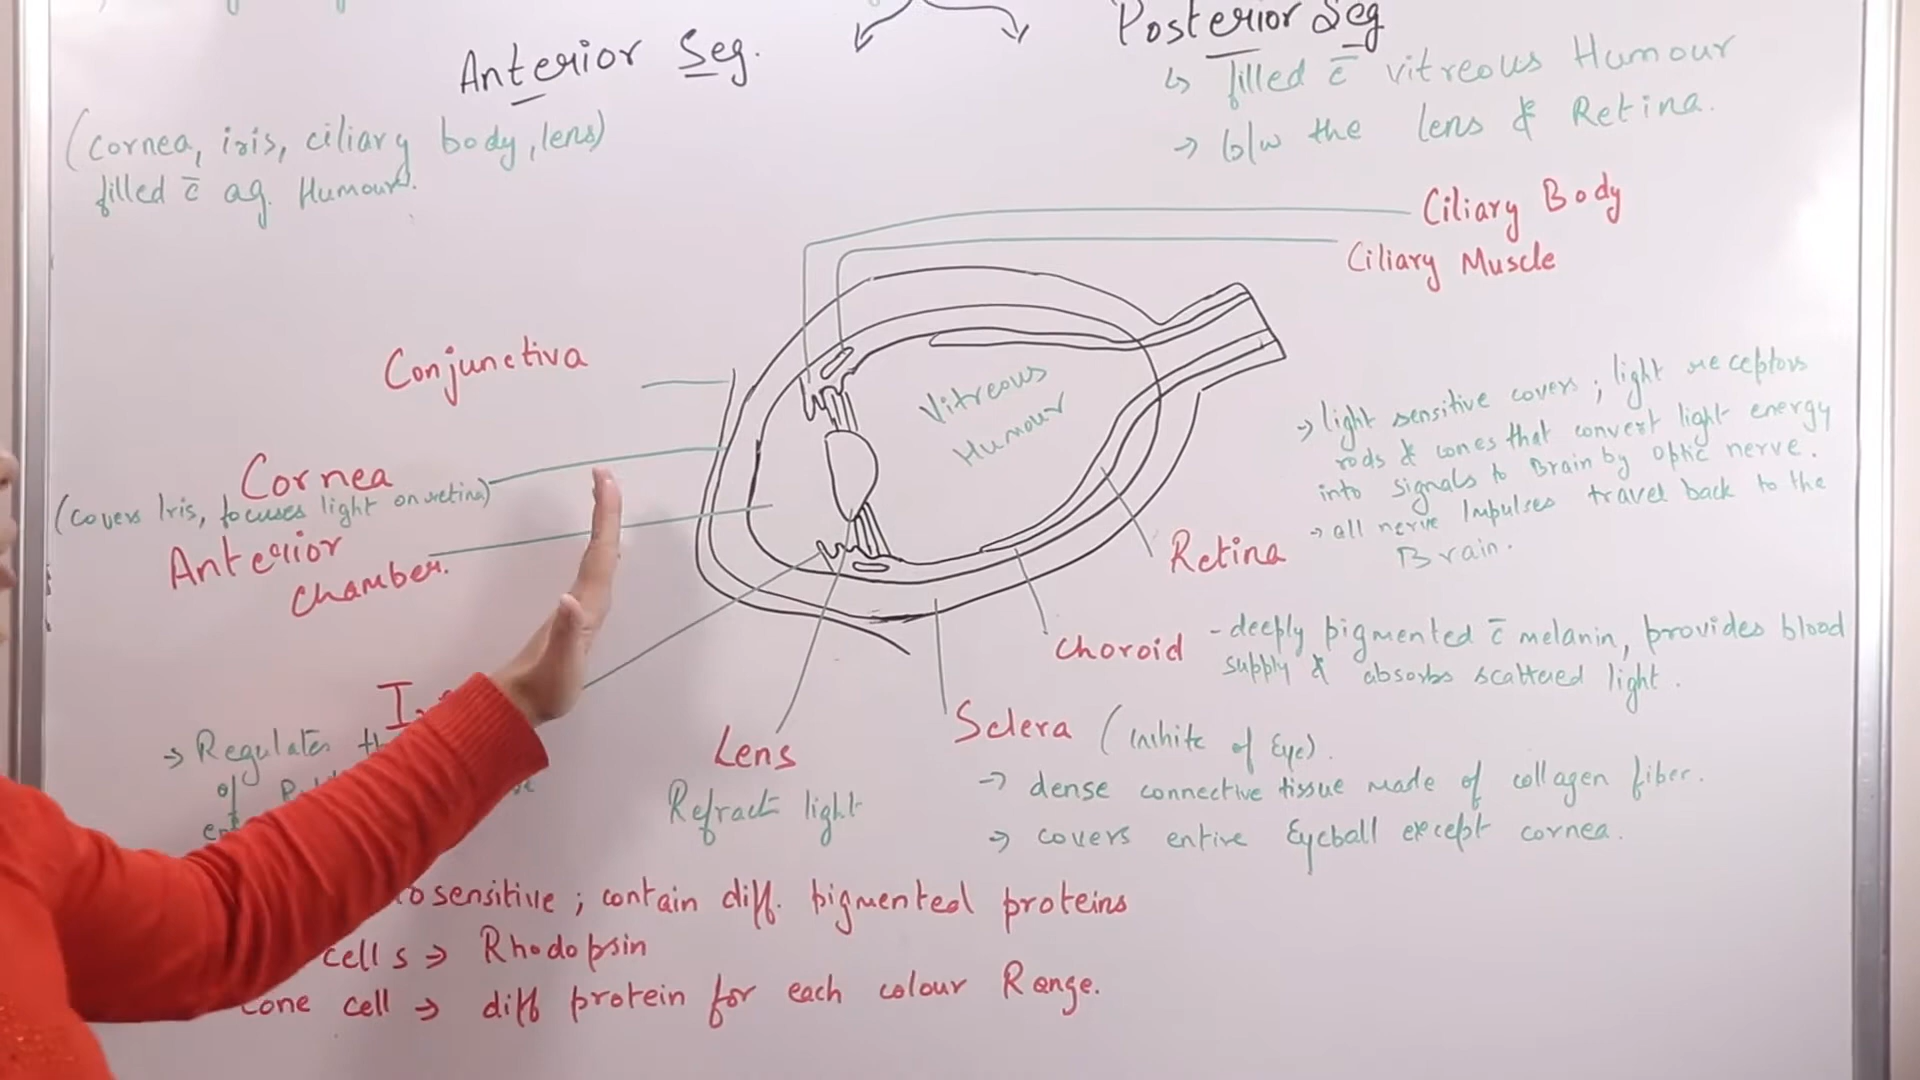 Anterior Seg.
(cornea, iris, ciliary body, lens)
filled c̄ aq. Humour.
Posterior Seg
↳ filled c̄ vitreous Humour
→ b/w the lens & Retina.
Ciliary Body
Ciliary Muscle
Conjunctiva
Cornea
(covers Iris, focuses light on retina)
Anterior
chamber.
Vitreous
Humour
→ light sensitive covers; light receptors
rods & cones that convert light energy
into signals to Brain by optic nerve.
→ all nerve Impulses travel back to the
Brain.
Retina
Choroid - deeply pigmented c̄ melanin, provides blood
supply & absorbs scattered light.
Sclera (white of Eye).
→ dense connective tissue made of collagen fiber.
→ covers entire Eyeball except cornea.
Lens
Refract light
→ Regulates
of
osensitive; contain diff. pigmented proteins
cells → Rhodopsin
cone cell → diff protein for each colour Range.